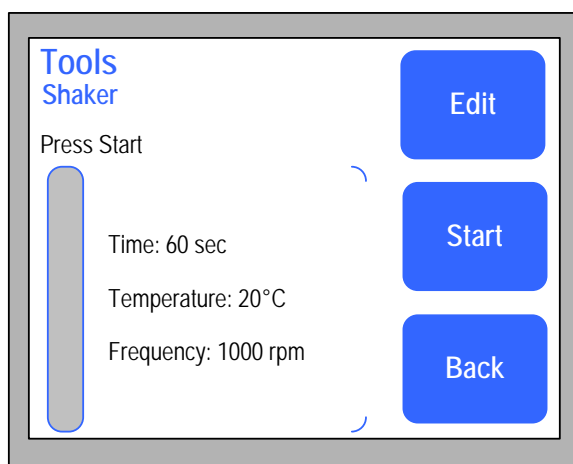 Tools
Shaker
Press Start
Time: 60 sec
Temperature: 20°C
Frequency: 1000 rpm
Edit
Start
Back